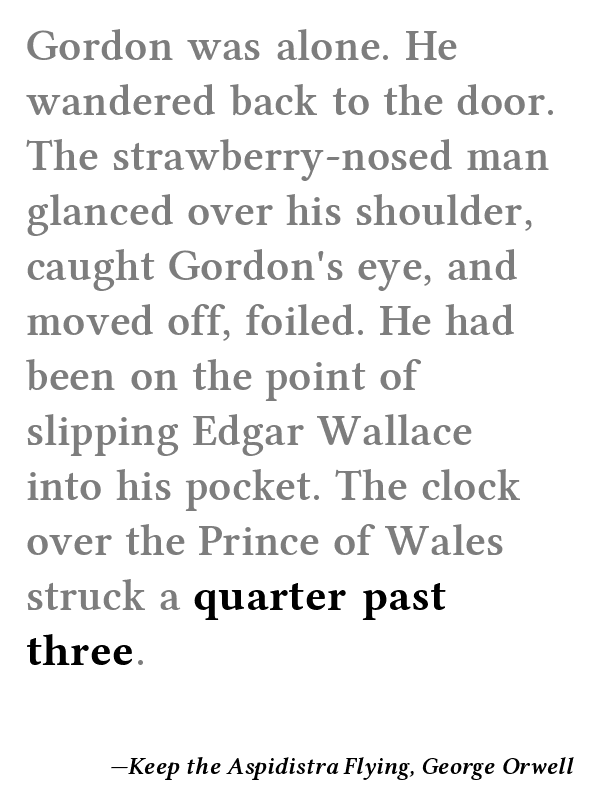 Gordon was alone. He
wandered back to the door.
The strawberry-nosed man
glanced over his shoulder,
caught Gordon's eye, and
moved off, foiled. He had
been on the point of
slipping Edgar Wallace
into his pocket. The clock
over the Prince of Wales
struck a quarter past
three.
—Keep the Aspidistra Flying, George Orwell